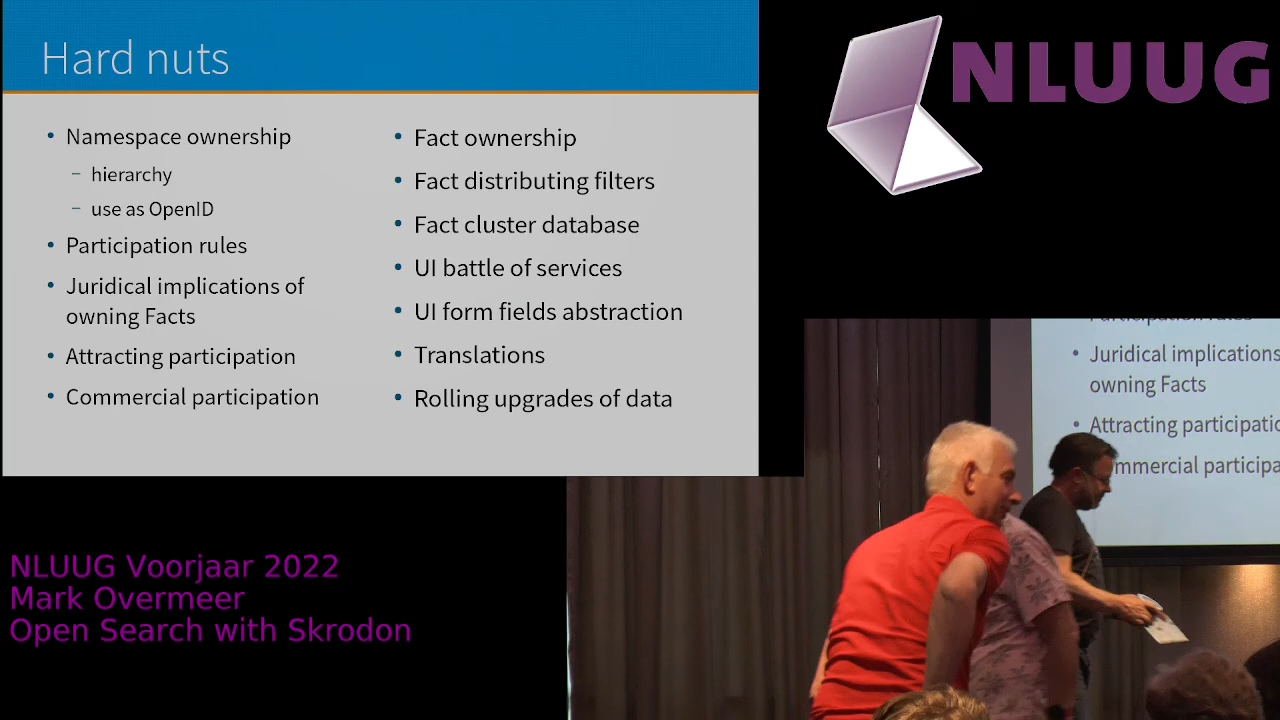 Hard nuts
Namespace ownership
hierarchy
use as OpenID
Participation rules
Juridical implications of
owning Facts
Attracting participation
Commercial participation
Fact ownership
Fact distributing filters
Fact cluster database
UI battle of services
UI form fields abstraction
Translations
Rolling upgrades of data
NLUUG
Juridical implications
owning Facts
Attracting
NLUUG Voorjaar 2022
Mark Overmeer
Open Search with Skrodon